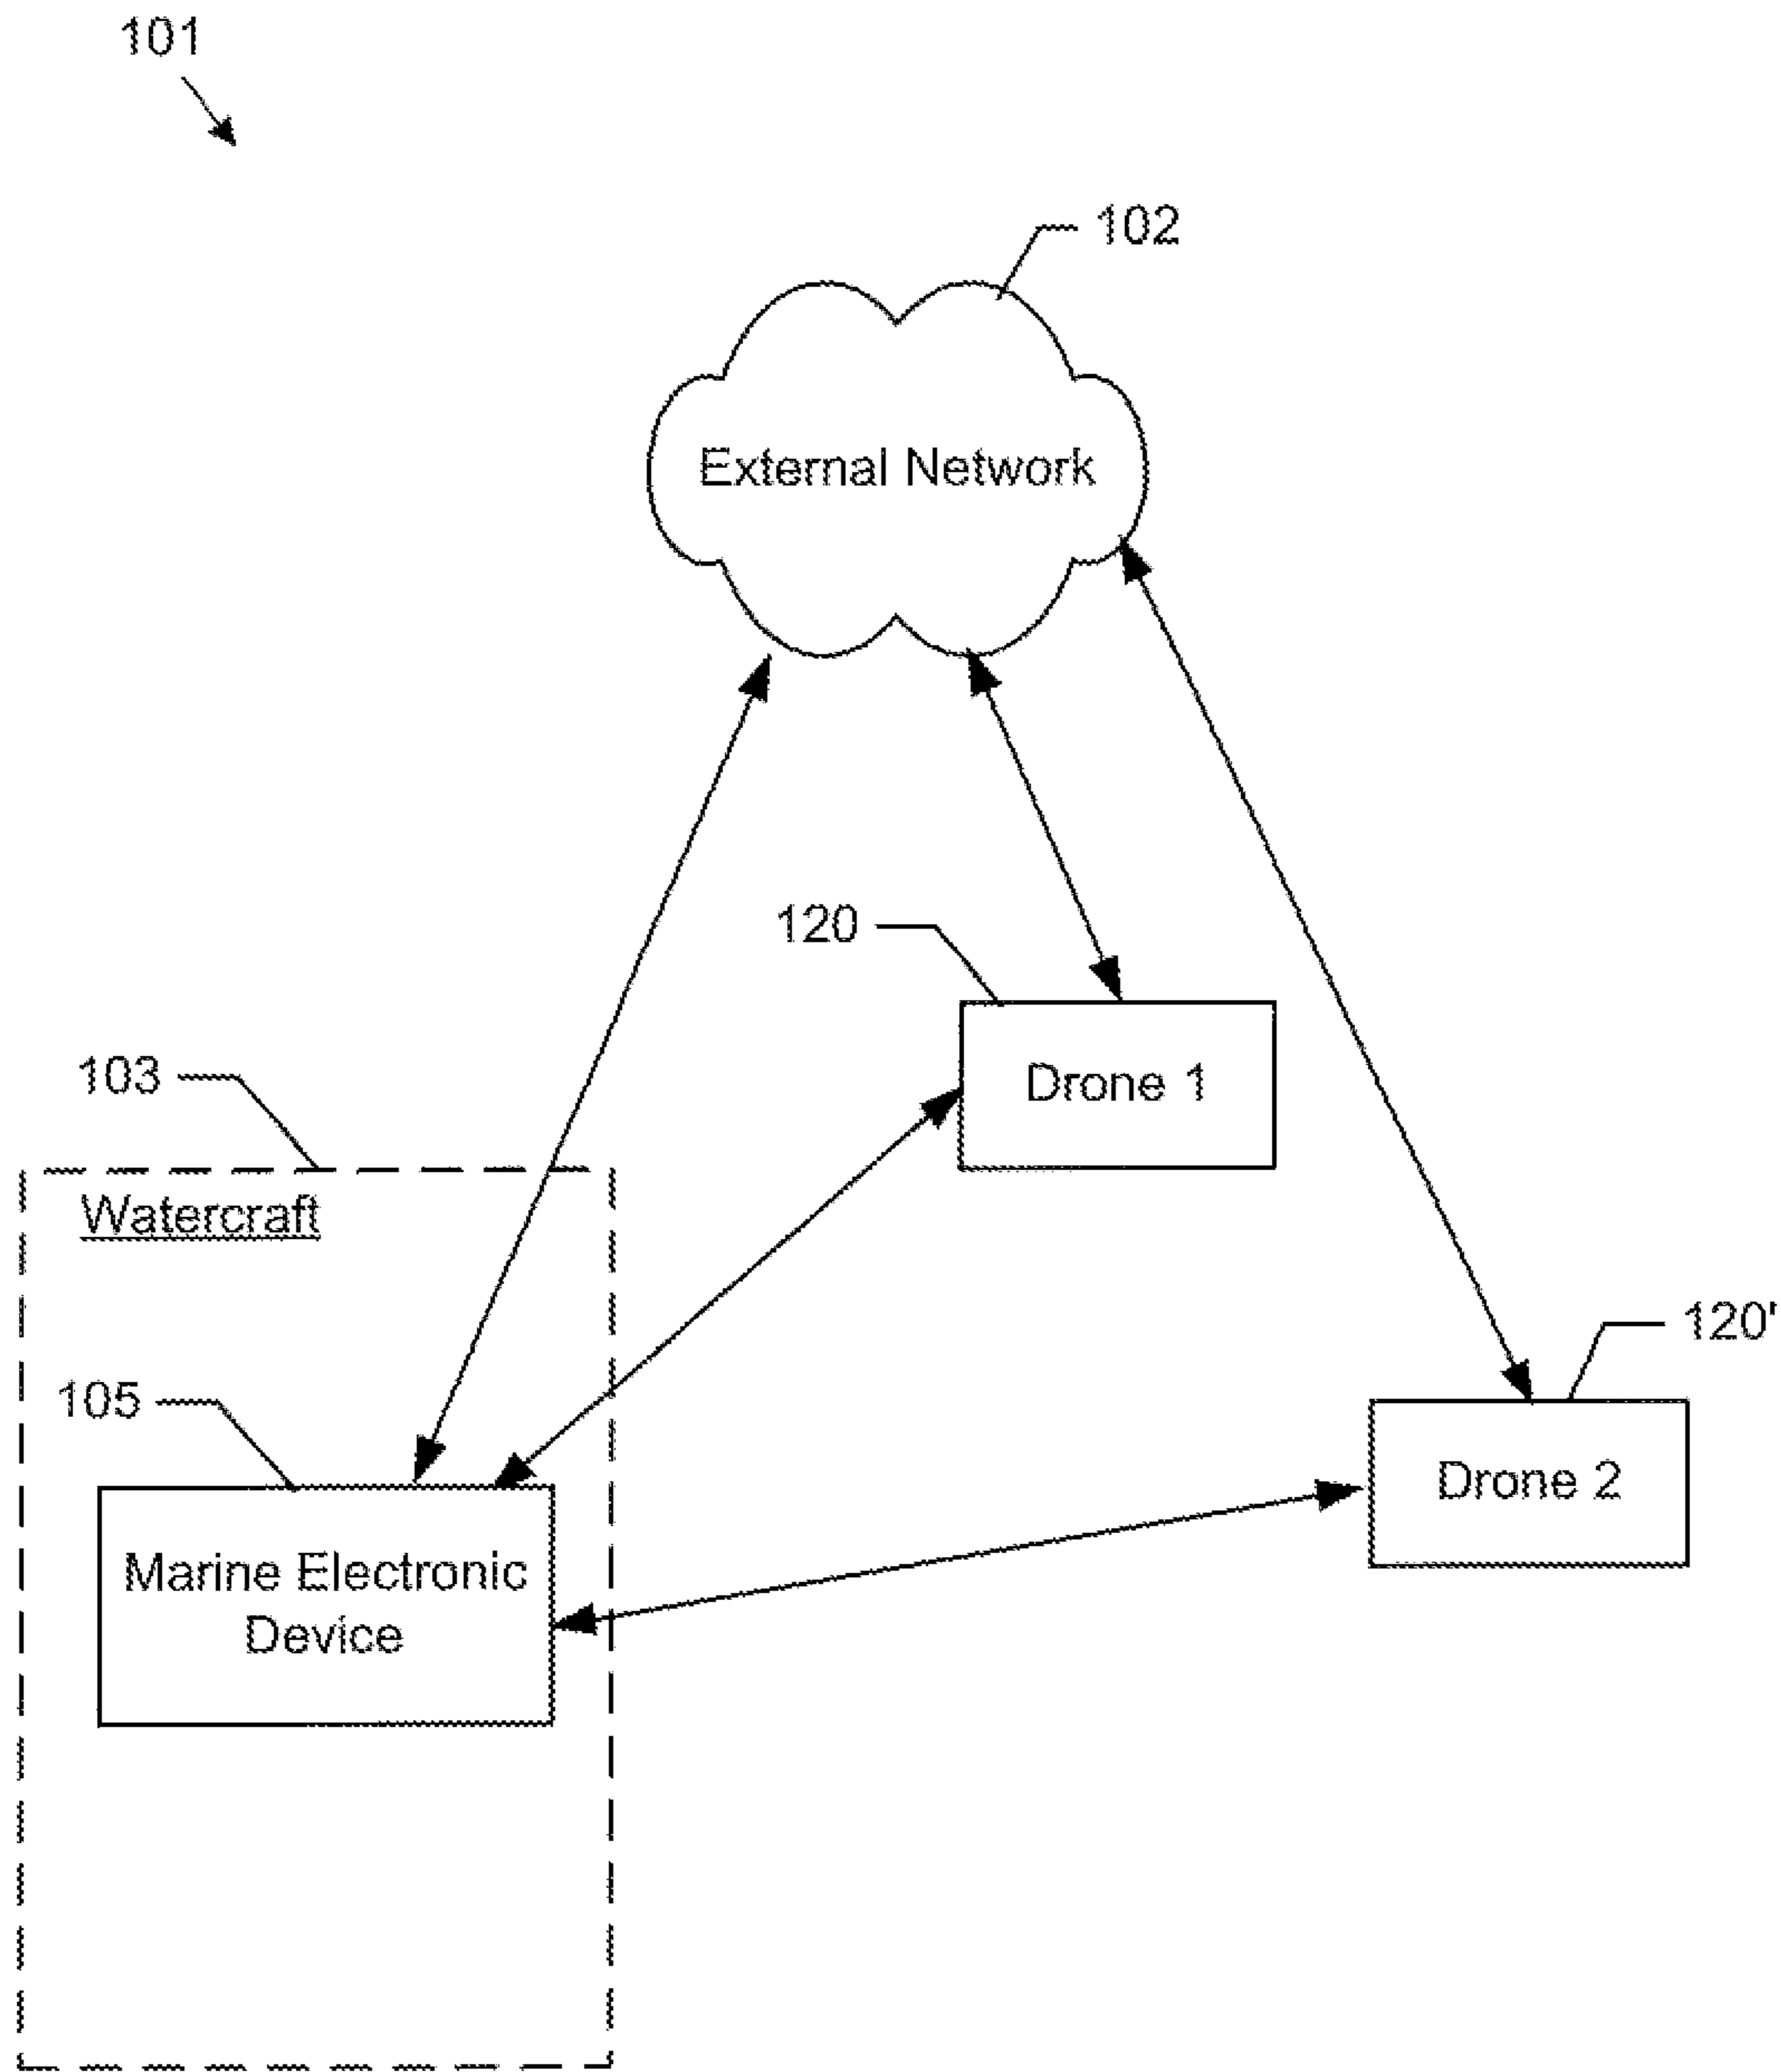 101
102
External Network
120
Drone 1
103
Watercraft
120'
105
Drone 2
Marine Electronic
Device